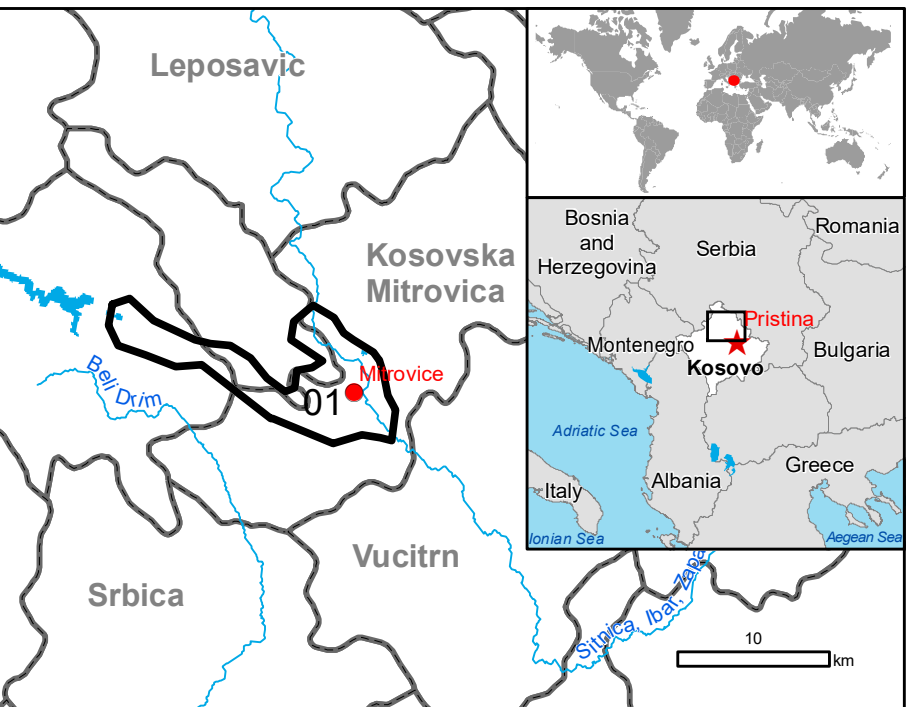 Leposavic
Kosovska
Mitrovica
Beli Drim
Mitrovice
01
Vucitrn
Srbica
Sitnica, Ibar, Zapa
10
km
Bosnia
and
Herzegovina
Romania
Serbia
Pristina
Montenegro
Kosovo
Bulgaria
Adriatic Sea
Albania
Greece
Italy
Ionian Sea
Aegean Sea